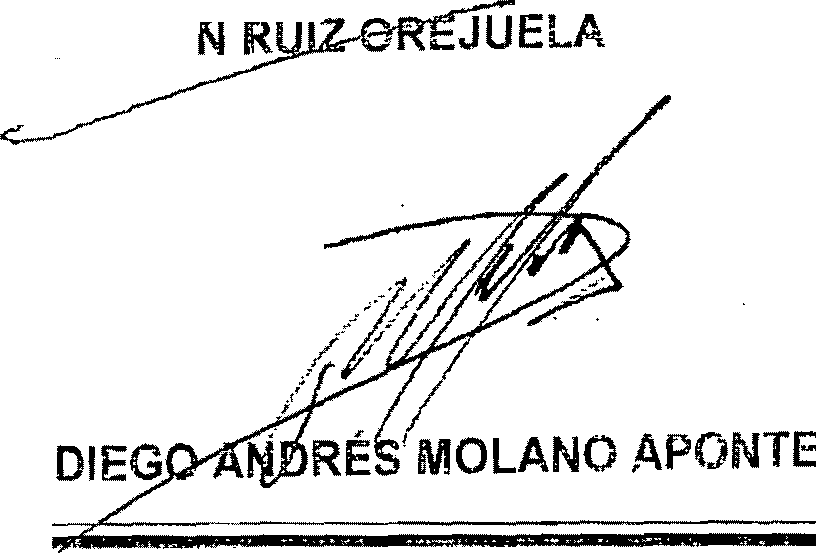 N RUIZ OREJUELA
DIEGO ANDRÉS MOLANO APONTE